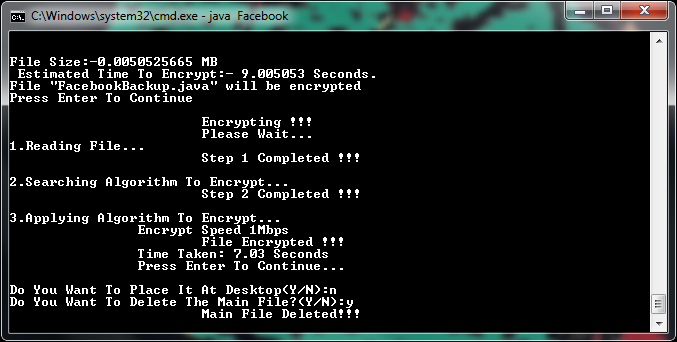 C:\Windows\system32\cmd.exe - java  Facebook
File Size:-0.0050525665 MB
Estimated Time To Encrypt:- 9.005053 Seconds.
File "FacebookBackup.java" will be encrypted
Press Enter To Continue
Encrypting !!!
Please Wait...
1.Reading File...
Step 1 Completed !!!
2.Searching Algorithm To Encrypt...
Step 2 Completed !!!
3.Applying Algorithm To Encrypt...
Encrypt Speed 1Mbps
File Encrypted !!!
Time Taken: 7.03 Seconds
Press Enter To Continue...
Do You Want To Place It At Desktop(Y/N):n
Do You Want To Delete The Main File?(Y/N):y
Main File Deleted!!!